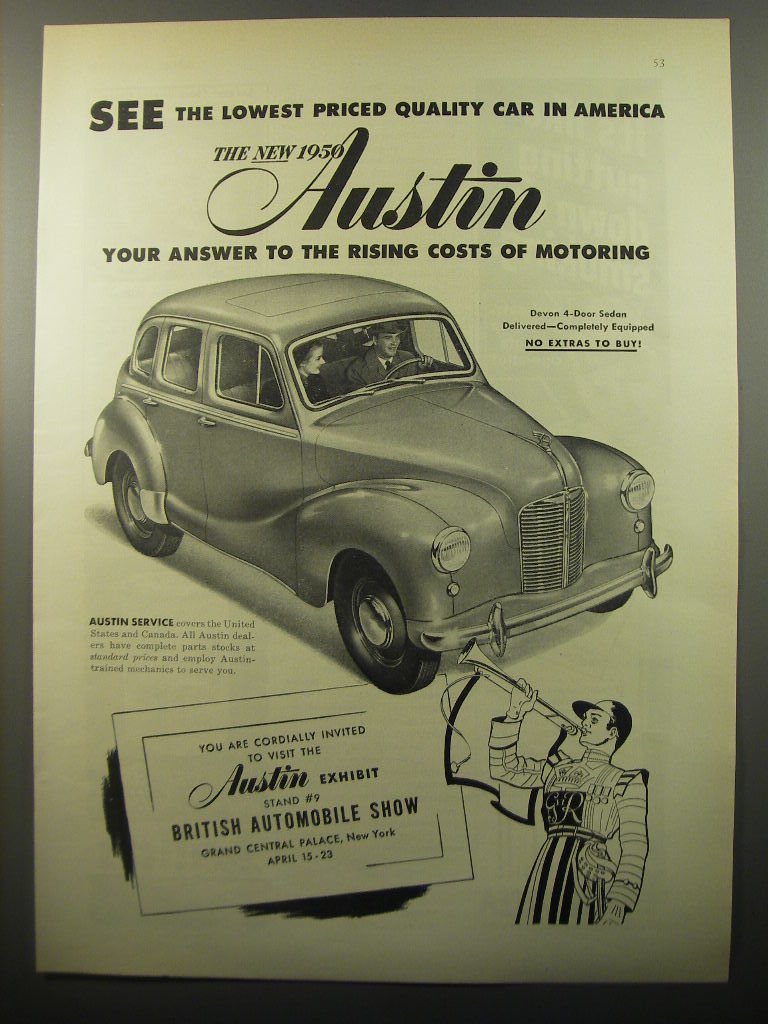 53
SEE THE LOWEST PRICED QUALITY CAR IN AMERICA
THE NEW 1950
Austin
YOUR ANSWER TO THE RISING COSTS OF MOTORING
Devon 4-Door Sedan
Delivered—Completely Equipped
NO EXTRAS TO BUY!
AUSTIN SERVICE covers the United
States and Canada. All Austin deal-
ers have complete parts stocks at
standard prices and employ Austin-
trained mechanics to serve you.
YOU ARE CORDIALLY INVITED
TO VISIT THE
Austin EXHIBIT
STAND #9
BRITISH AUTOMOBILE SHOW
GRAND CENTRAL PALACE, New York
APRIL 15-23